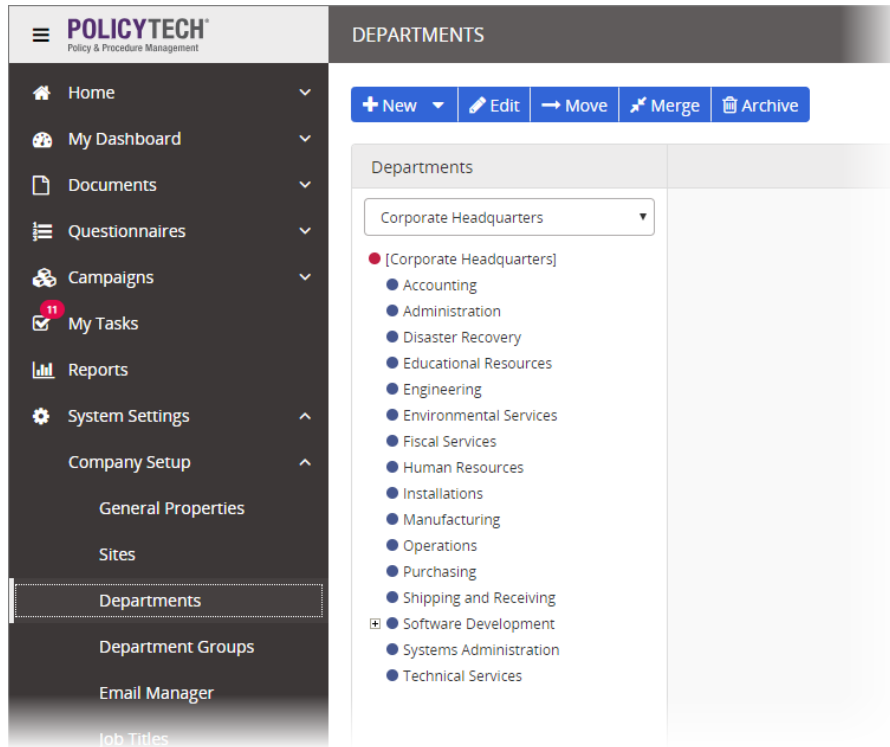 POLICYTECH®
Policy & Procedure Management
DEPARTMENTS
Home
My Dashboard
Documents
Questionnaires
Campaigns
11
My Tasks
Reports
System Settings
Company Setup
General Properties
Sites
Departments
Department Groups
Email Manager
Job Titles
New
Edit
Move
Merge
Archive
Departments
Corporate Headquarters
[Corporate Headquarters]
Accounting
Administration
Disaster Recovery
Educational Resources
Engineering
Environmental Services
Fiscal Services
Human Resources
Installations
Manufacturing
Operations
Purchasing
Shipping and Receiving
Software Development
Systems Administration
Technical Services